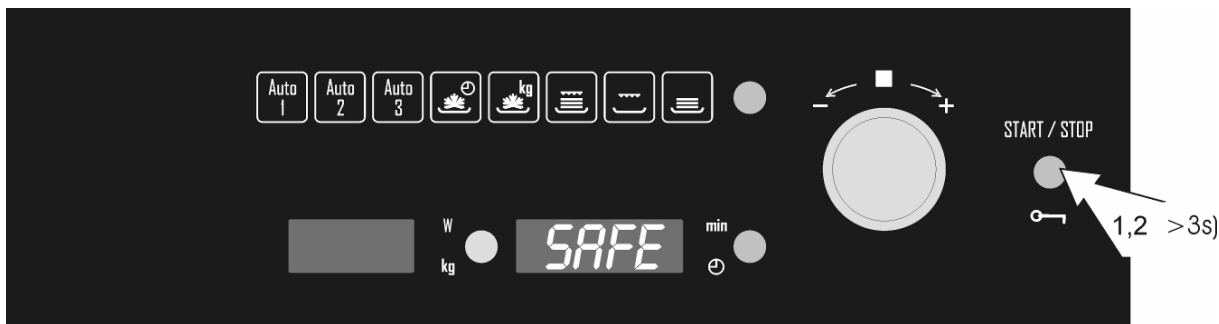 Auto 1
Auto 2
Auto 3
kg
- +
START / STOP
W
kg
SAFE
min
1,2 >3s)